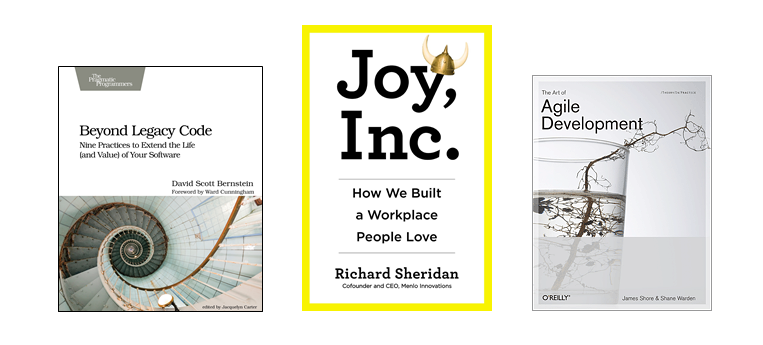 The
Pragmatic
Programmers
Beyond Legacy Code
Nine Practices to Extend the Life
(and Value) of Your Software
David Scott Bernstein
Foreword by Ward Cunningham
edited by Jacquelyn Carter
Joy,
Inc.
How We Built
a Workplace
People Love
Richard Sheridan
Cofounder and CEO, Menlo Innovations
The Art of
Agile
Development
O'REILLY®
James Shore & Shane Warden